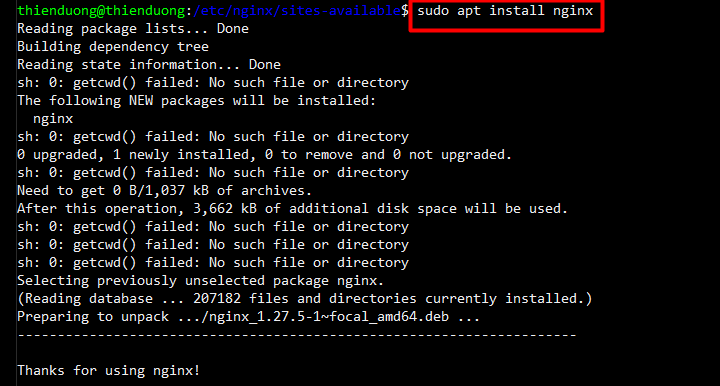 thienduong@thienduong:/etc/nginx/sites-available$ sudo apt install nginx
Reading package lists... Done
Building dependency tree
Reading state information... Done
sh: 0: getcwd() failed: No such file or directory
The following NEW packages will be installed:
  nginx
sh: 0: getcwd() failed: No such file or directory
0 upgraded, 1 newly installed, 0 to remove and 0 not upgraded.
sh: 0: getcwd() failed: No such file or directory
Need to get 0 B/1,037 kB of archives.
After this operation, 3,662 kB of additional disk space will be used.
sh: 0: getcwd() failed: No such file or directory
sh: 0: getcwd() failed: No such file or directory
sh: 0: getcwd() failed: No such file or directory
Selecting previously unselected package nginx.
(Reading database ... 207182 files and directories currently installed.)
Preparing to unpack .../nginx_1.27.5-1~focal_amd64.deb ...
----------------------------------------------------------------------

Thanks for using nginx!